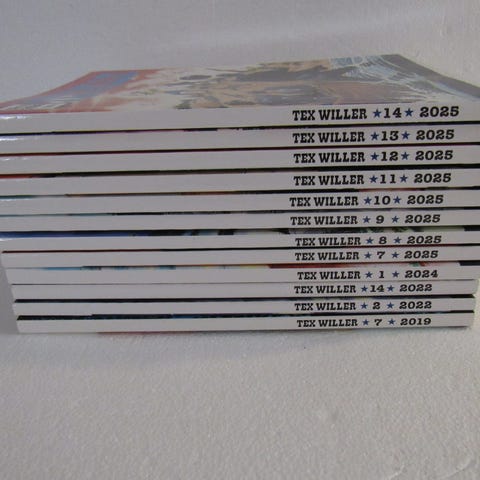 TEX WILLER ★14★ 2025
TEX WILLER ★13★ 2025
TEX WILLER ★12★ 2025
TEX WILLER ★11★ 2025
TEX WILLER ★10★ 2025
TEX WILLER ★ 9 ★ 2025
TEX WILLER ★ 8 ★ 2025
TEX WILLER ★ 7 ★ 2025
TEX WILLER ★ 1 ★ 2024
TEX WILLER ★14★ 2022
TEX WILLER ★ 2 ★ 2022
TEX WILLER ★ 7 ★ 2019